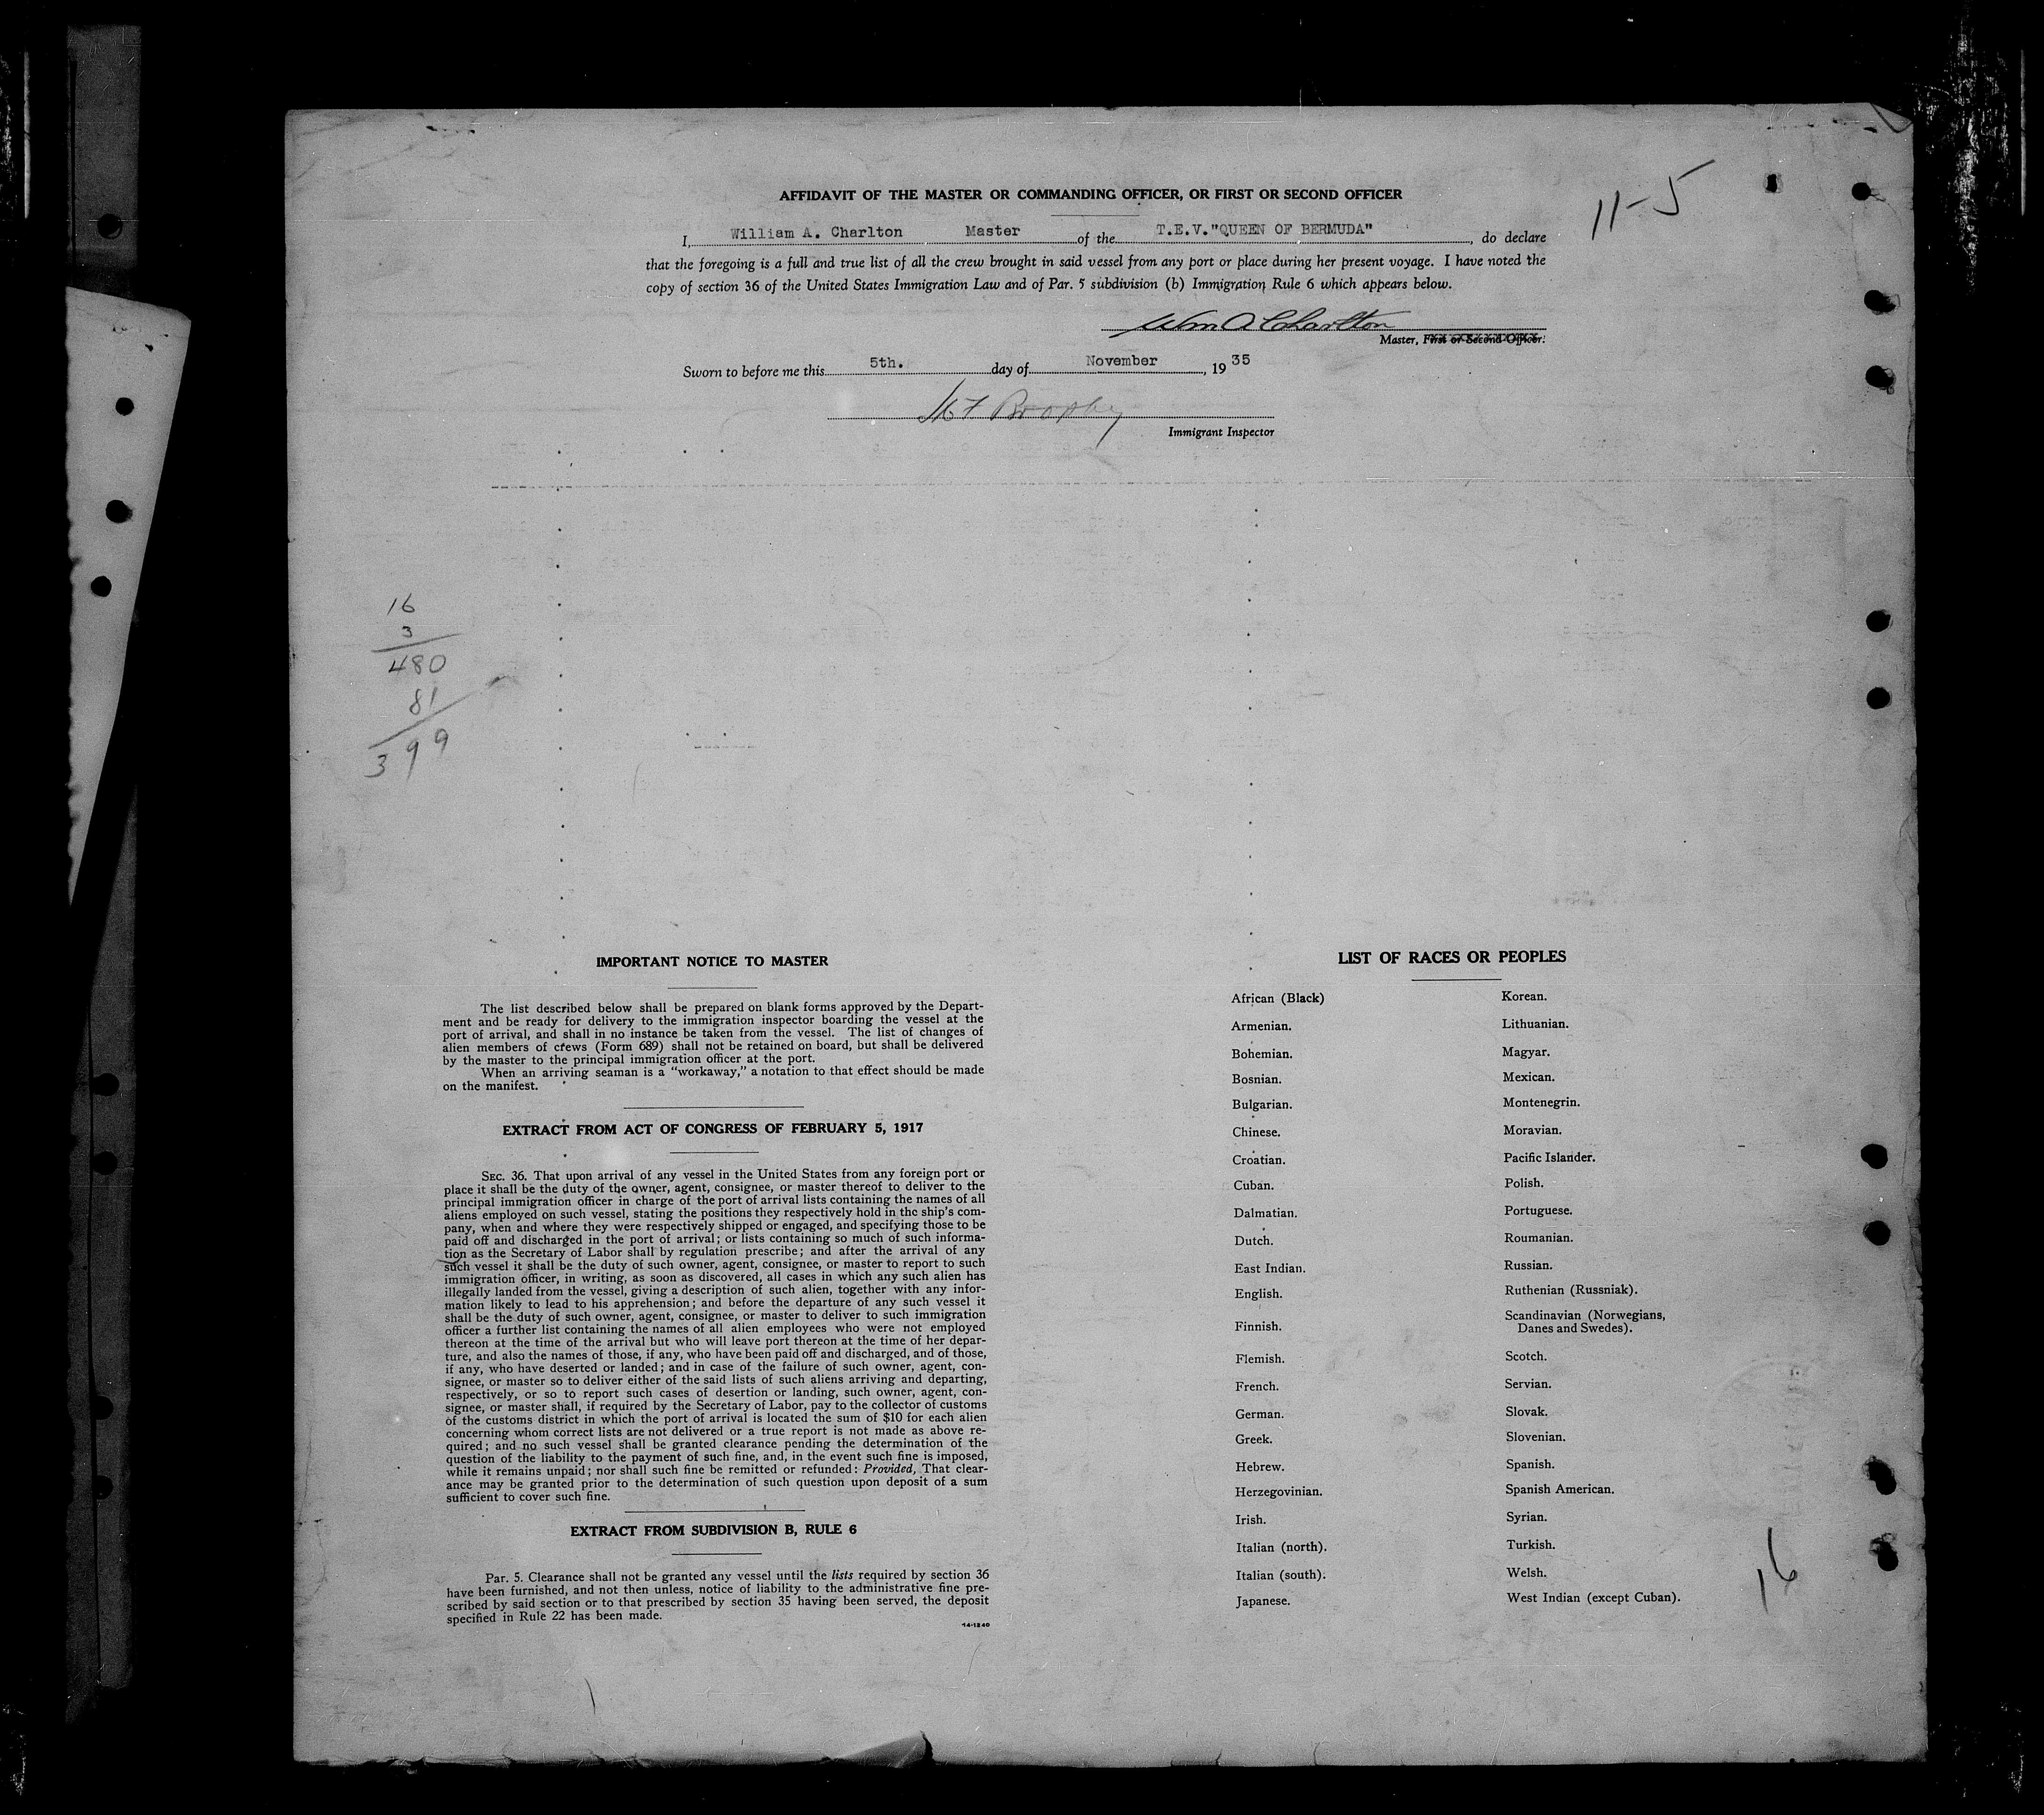 AFFIDAVIT OF THE MASTER OR COMMANDING OFFICER, OR FIRST OR SECOND OFFICER
11-5
I, William A. Charlton Master of the T.E.V."QUEEN OF BERMUDA", do declare
that the foregoing is a full and true list of all the crew brought in said vessel from any port or place during her present voyage. I have noted the
copy of section 36 of the United States Immigration Law and of Par. 5 subdivision (b) Immigration Rule 6 which appears below.
Wm A Charlton
Master, First or Second Officer.
Sworn to before me this 5th. day of November, 1935
Brophy
Immigrant Inspector
16
3
480
81
399
IMPORTANT NOTICE TO MASTER
The list described below shall be prepared on blank forms approved by the Depart-
ment and be ready for delivery to the immigration inspector boarding the vessel at the
port of arrival, and shall in no instance be taken from the vessel. The list of changes of
alien members of crews (Form 689) shall not be retained on board, but shall be delivered
by the master to the principal immigration officer at the port.
When an arriving seaman is a "workaway," a notation to that effect should be made
on the manifest.
EXTRACT FROM ACT OF CONGRESS OF FEBRUARY 5, 1917
SEC. 36. That upon arrival of any vessel in the United States from any foreign port or
place it shall be the duty of the owner, agent, consignee, or master thereof to deliver to the
principal immigration officer in charge of the port of arrival lists containing the names of all
aliens employed on such vessel, stating the positions they respectively hold in the ship's com-
pany, when and where they were respectively shipped or engaged, and specifying those to be
paid off and discharged in the port of arrival; or lists containing so much of such informa-
tion as the Secretary of Labor shall by regulation prescribe; and after the arrival of any
such vessel it shall be the duty of such owner, agent, consignee, or master to report to such
immigration officer, in writing, as soon as discovered, all cases in which any such alien has
illegally landed from the vessel, giving a description of such alien, together with any infor-
mation likely to lead to his apprehension; and before the departure of any such vessel it
shall be the duty of such owner, agent, consignee, or master to deliver to such immigration
officer a further list containing the names of all alien employees who were not employed
thereon at the time of the arrival but who will leave port thereon at the time of her depar-
ture, and also the names of those, if any, who have been paid off and discharged, and of those,
if any, who have deserted or landed; and in case of the failure of such owner, agent, con-
signee, or master so to deliver either of the said lists of such aliens arriving and departing,
respectively, or so to report such cases of desertion or landing, such owner, agent, con-
signee, or master shall, if required by the Secretary of Labor, pay to the collector of customs
of the customs district in which the port of arrival is located the sum of $10 for each alien
concerning whom correct lists are not delivered or a true report is not made as above re-
quired; and no such vessel shall be granted clearance pending the determination of the
question of the liability to the payment of such fine, and, in the event such fine is imposed,
while it remains unpaid; nor shall such fine be remitted or refunded: Provided, That clear-
ance may be granted prior to the determination of such question upon deposit of a sum
sufficient to cover such fine.
EXTRACT FROM SUBDIVISION B, RULE 6
Par. 5. Clearance shall not be granted any vessel until the lists required by section 36
have been furnished, and not then unless, notice of liability to the administrative fine pre-
scribed by said section or to that prescribed by section 35 having been served, the deposit
specified in Rule 22 has been made.
14-1240
LIST OF RACES OR PEOPLES
African (Black)
Armenian.
Bohemian.
Bosnian.
Bulgarian.
Chinese.
Croatian.
Cuban.
Dalmatian.
Dutch.
East Indian.
English.
Finnish.
Flemish.
French.
German.
Greek.
Hebrew.
Herzegovinian.
Irish.
Italian (north).
Italian (south).
Japanese.
Korean.
Lithuanian.
Magyar.
Mexican.
Montenegrin.
Moravian.
Pacific Islander.
Polish.
Portuguese.
Roumanian.
Russian.
Ruthenian (Russniak).
Scandinavian (Norwegians,
Danes and Swedes).
Scotch.
Servian.
Slovak.
Slovenian.
Spanish.
Spanish American.
Syrian.
Turkish.
Welsh.
West Indian (except Cuban).
16